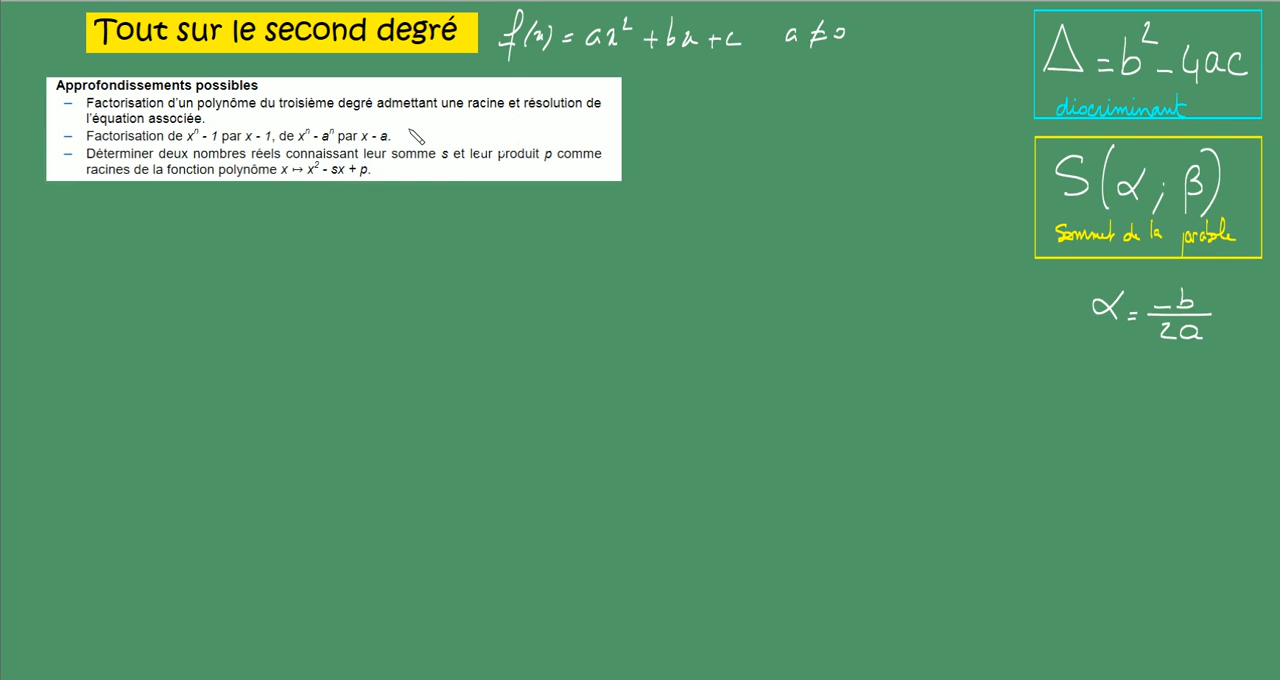 Tout sur le second degré
f(x) = ax² + bx + c a ≠ 0
Approfondissements possibles
– Factorisation d'un polynôme du troisième degré admettant une racine et résolution de
l'équation associée.
– Factorisation de xⁿ - 1 par x - 1, de xⁿ - aⁿ par x - a.
– Déterminer deux nombres réels connaissant leur somme s et leur produit p comme
racines de la fonction polynôme x ↦ x² - sx + p.
Δ = b² - 4ac
discriminant
S(α ; β)
Sommet de la parabole
α = -b/2a